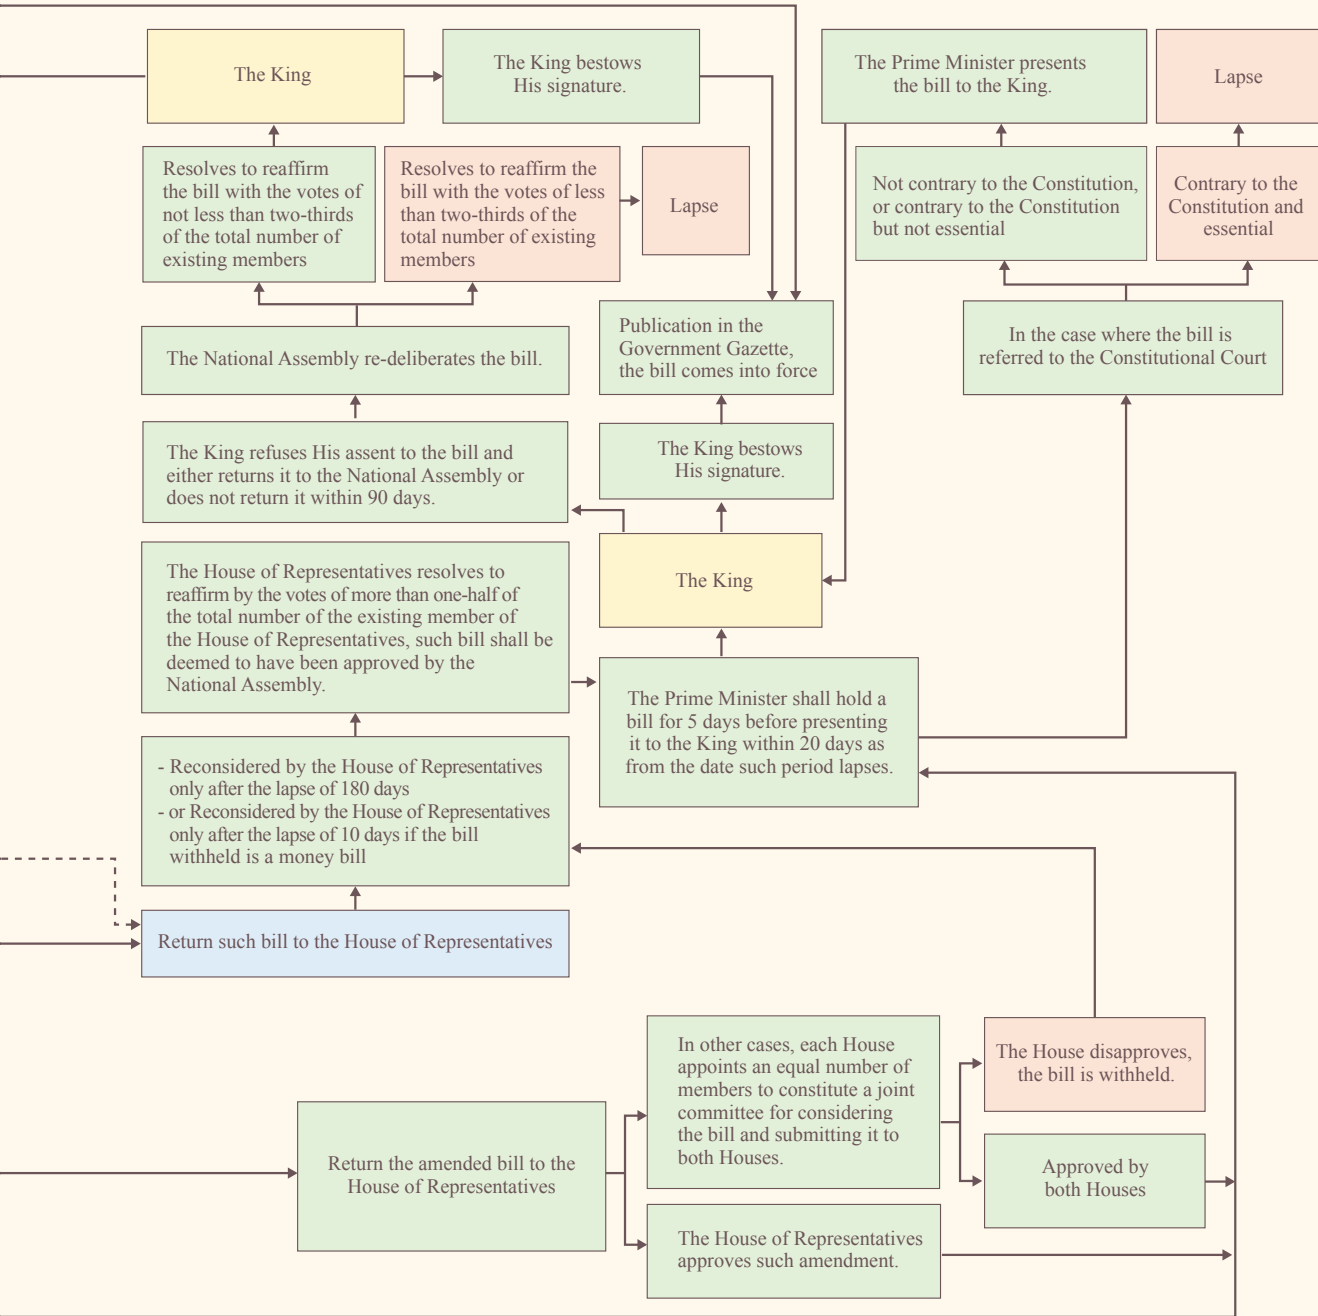 The King
The King bestows
His signature.
The Prime Minister presents
the bill to the King.
Lapse
Resolves to reaffirm
the bill with the votes of
not less than two-thirds
of the total number of
existing members
Resolves to reaffirm the
bill with the votes of less
than two-thirds of the
total number of existing
members
Lapse
Not contrary to the Constitution,
or contrary to the Constitution
but not essential
Contrary to the
Constitution and
essential
The National Assembly re-deliberates the bill.
Publication in the
Government Gazette,
the bill comes into force
In the case where the bill is
referred to the Constitutional Court
The King refuses His assent to the bill and
either returns it to the National Assembly or
does not return it within 90 days.
The King bestows
His signature.
The King
The House of Representatives resolves to
reaffirm by the votes of more than one-half of
the total number of the existing member of
the House of Representatives, such bill shall be
deemed to have been approved by the
National Assembly.
The Prime Minister shall hold a
bill for 5 days before presenting
it to the King within 20 days as
from the date such period lapses.
- Reconsidered by the House of Representatives
only after the lapse of 180 days
- or Reconsidered by the House of Representatives
only after the lapse of 10 days if the bill
withheld is a money bill
Return such bill to the House of Representatives
In other cases, each House
appoints an equal number of
members to constitute a joint
committee for considering
the bill and submitting it to
both Houses.
The House disapproves,
the bill is withheld.
Return the amended bill to the
House of Representatives
Approved by
both Houses
The House of Representatives
approves such amendment.